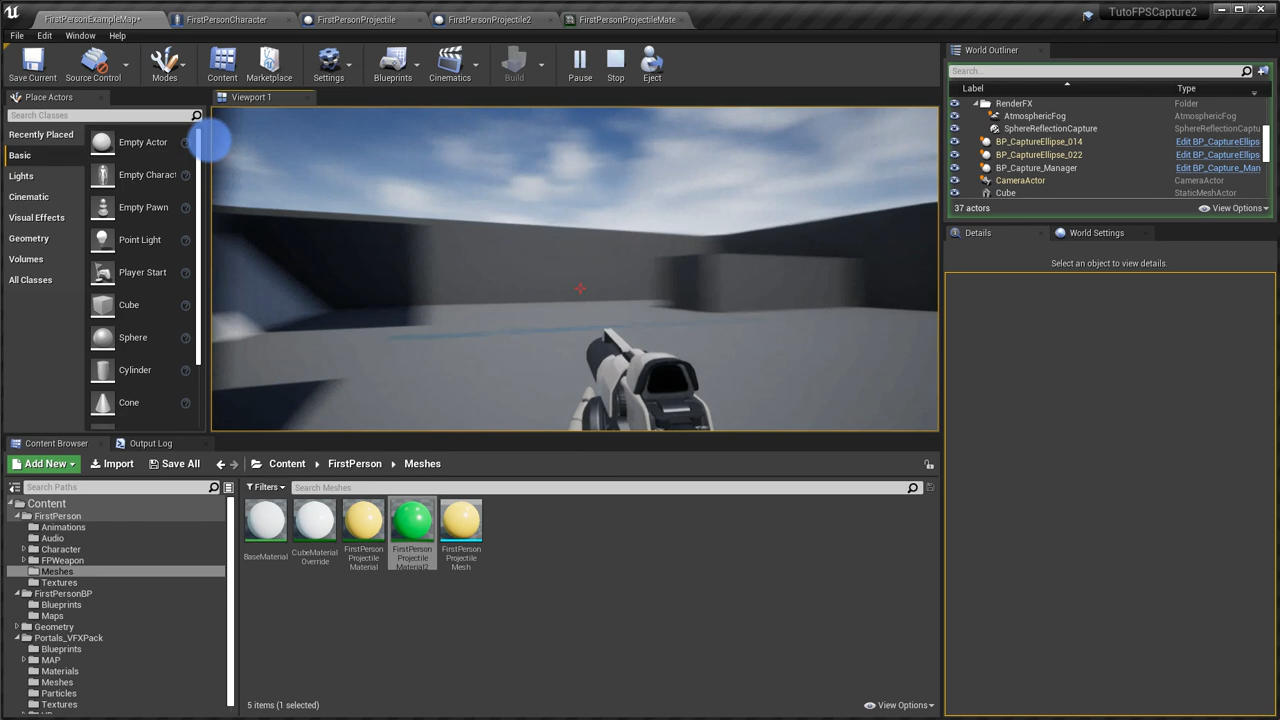 FirstPersonExampleMap*
FirstPersonCharacter
FirstPersonProjectile
FirstPersonProjectile2
FirstPersonProjectileMate
TutoFPSCapture2
File
Edit
Window
Help
Save Current
Source Control
Modes
Content
Marketplace
Settings
Blueprints
Cinematics
Build
Pause
Stop
Eject
World Outliner
Search...
Label
Type
RenderFX
Folder
AtmosphericFog
AtmosphericFog
SphereReflectionCapture
SphereReflectionCaptu
BP_CaptureEllipse_014
Edit BP_CaptureEllips
BP_CaptureEllipse_022
Edit BP_CaptureEllips
BP_Capture_Manager
Edit BP_Capture_Man
CameraActor
CameraActor
Cube
StaticMeshActor
37 actors
View Options
Details
World Settings
Select an object to view details.
Place Actors
Search Classes
Recently Placed
Basic
Lights
Cinematic
Visual Effects
Geometry
Volumes
All Classes
Empty Actor
Empty Charact
Empty Pawn
Point Light
Player Start
Cube
Sphere
Cylinder
Cone
Viewport 1
Content Browser
Output Log
Add New
Import
Save All
Content
FirstPerson
Meshes
Search Paths
Filters
Search Meshes
Content
FirstPerson
Animations
Audio
Character
FPWeapon
Meshes
Textures
FirstPersonBP
Blueprints
Maps
Geometry
Portals_VFXPack
Blueprints
MAP
Materials
Meshes
Particles
Textures
BaseMaterial
CubeMaterial
Override
FirstPerson
Projectile
Material
FirstPerson
Projectile
Material2
FirstPerson
Projectile
Mesh
5 items (1 selected)
View Options